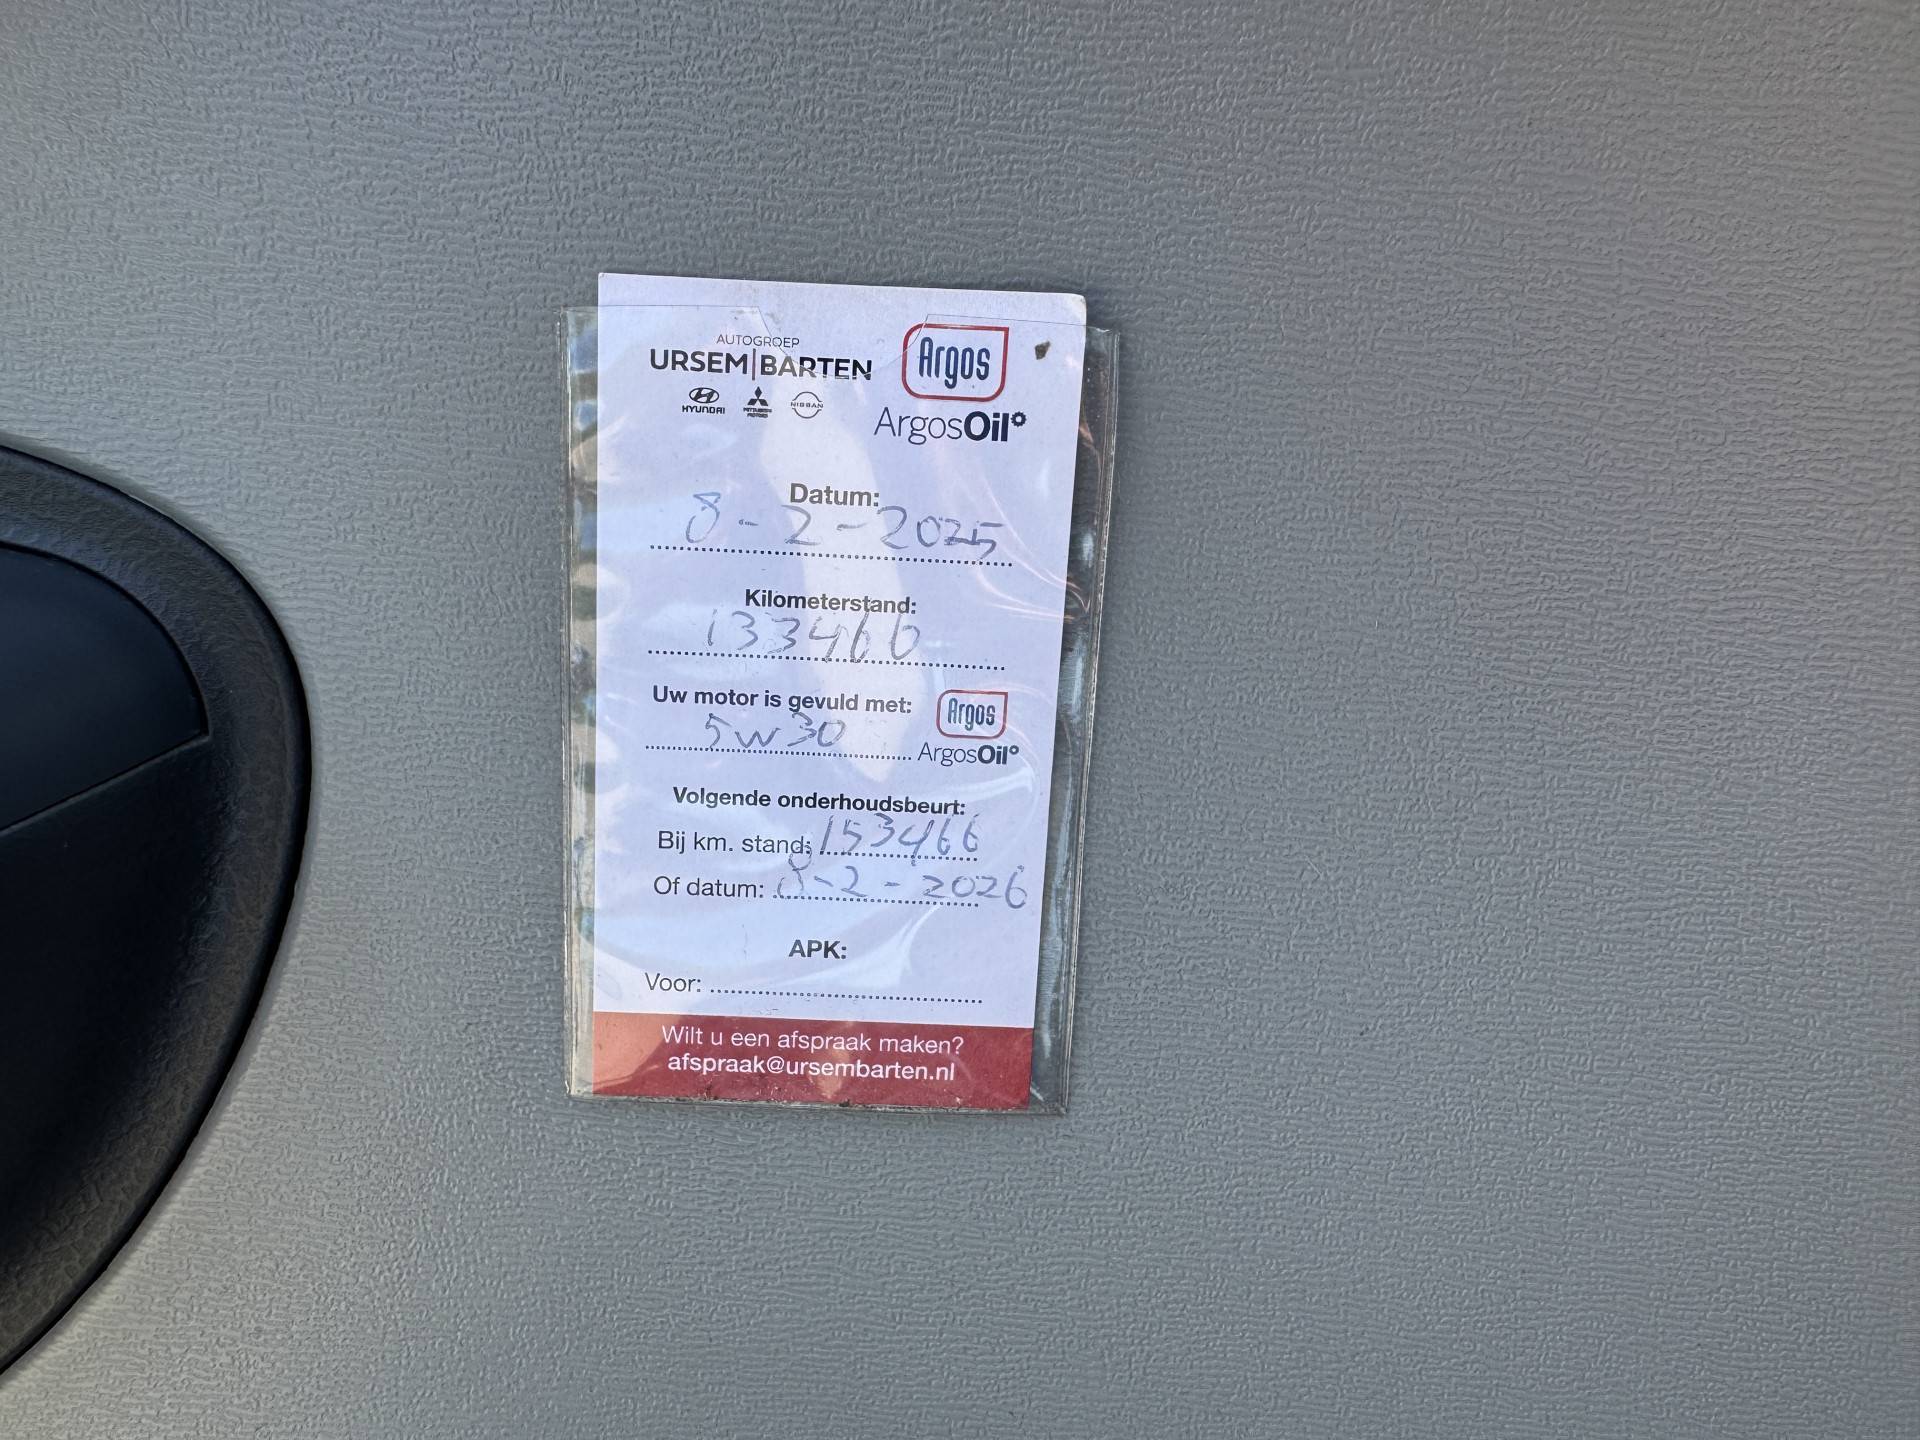 AUTOGROEP
URSEM|BARTEN
HYUNDAI MITSUBISHI MOTORS NISSAN
Argos
ArgosOil
Datum:
8-2-2025
Kilometerstand:
133466
Uw motor is gevuld met:
5W30
Argos
ArgosOil
Volgende onderhoudsbeurt:
Bij km. stand: 153466
Of datum: 8-2-2026
APK:
Voor:
Wilt u een afspraak maken?
afspraak@ursembarten.nl